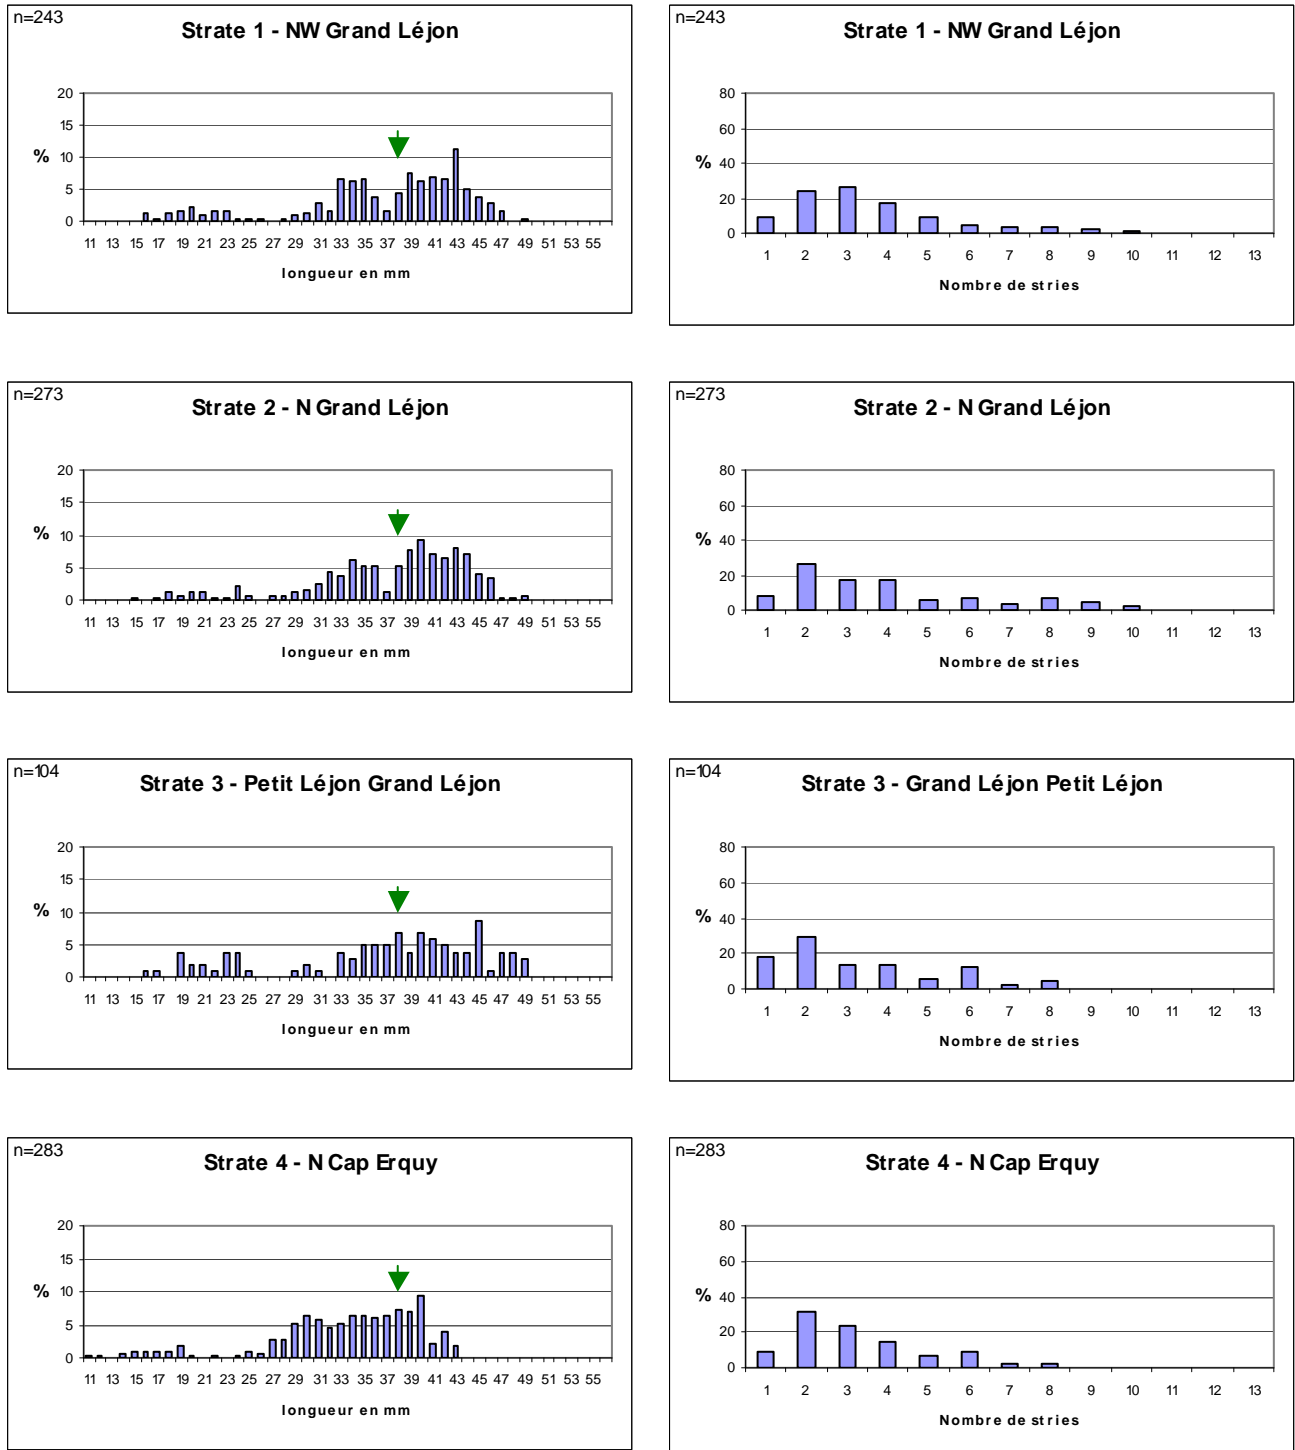 n=243
Strate 1 - NW Grand Léjon
20
15
% 10
5
0
11 13 15 17 19 21 23 25 27 29 31 33 35 37 39 41 43 45 47 49 51 53 55
longueur en mm
n=243
Strate 1 - NW Grand Léjon
80
60
% 40
20
0
1 2 3 4 5 6 7 8 9 10 11 12 13
Nombre de stries
n=273
Strate 2 - N Grand Léjon
20
15
% 10
5
0
11 13 15 17 19 21 23 25 27 29 31 33 35 37 39 41 43 45 47 49 51 53 55
longueur en mm
n=273
Strate 2 - N Grand Léjon
80
60
% 40
20
0
1 2 3 4 5 6 7 8 9 10 11 12 13
Nombre de stries
n=104
Strate 3 - Petit Léjon Grand Léjon
20
15
% 10
5
0
11 13 15 17 19 21 23 25 27 29 31 33 35 37 39 41 43 45 47 49 51 53 55
longueur en mm
n=104
Strate 3 - Grand Léjon Petit Léjon
80
60
% 40
20
0
1 2 3 4 5 6 7 8 9 10 11 12 13
Nombre de stries
n=283
Strate 4 - N Cap Erquy
20
15
% 10
5
0
11 13 15 17 19 21 23 25 27 29 31 33 35 37 39 41 43 45 47 49 51 53 55
longueur en mm
n=283
Strate 4 - N Cap Erquy
80
60
% 40
20
0
1 2 3 4 5 6 7 8 9 10 11 12 13
Nombre de stries